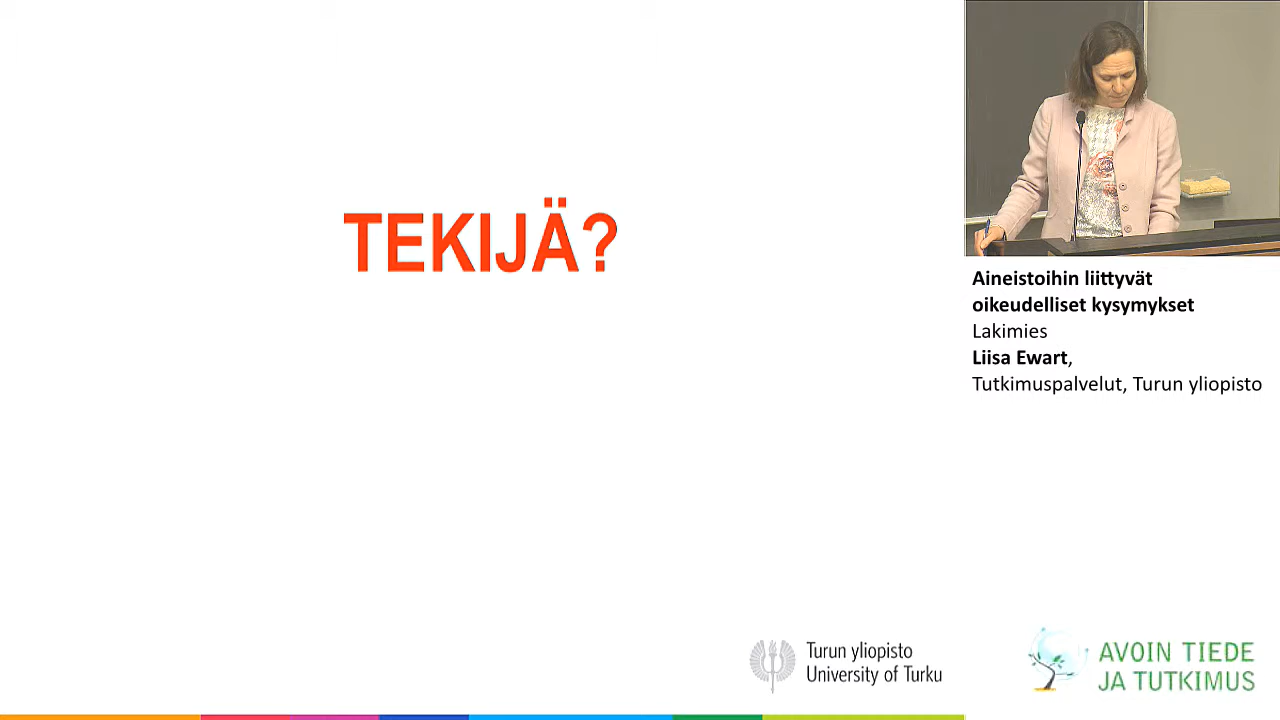 TEKIJÄ?
Aineistoihin liittyvät
oikeudelliset kysymykset
Lakimies
Liisa Ewart,
Tutkimuspalvelut, Turun yliopisto
Turun yliopisto
University of Turku
AVOIN TIEDE
JA TUTKIMUS